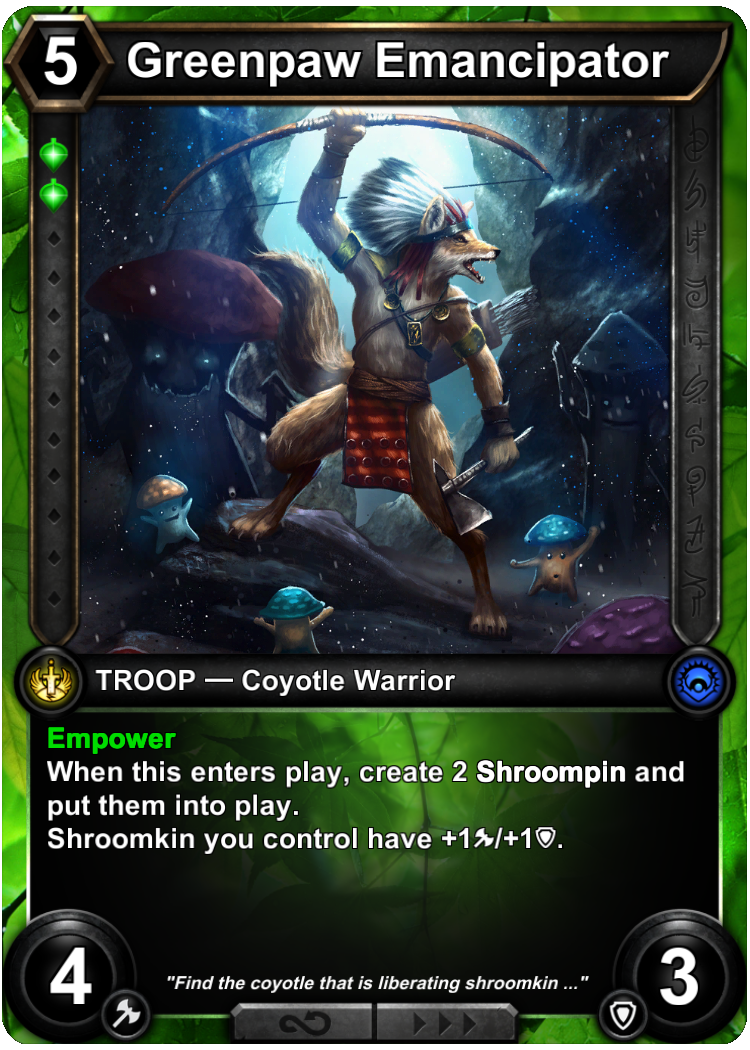 5
Greenpaw Emancipator
TROOP — Coyotle Warrior
Empower
When this enters play, create 2 Shroompin and
put them into play.
Shroomkin you control have +1/+1.
4
"Find the coyotle that is liberating shroomkin ..."
3